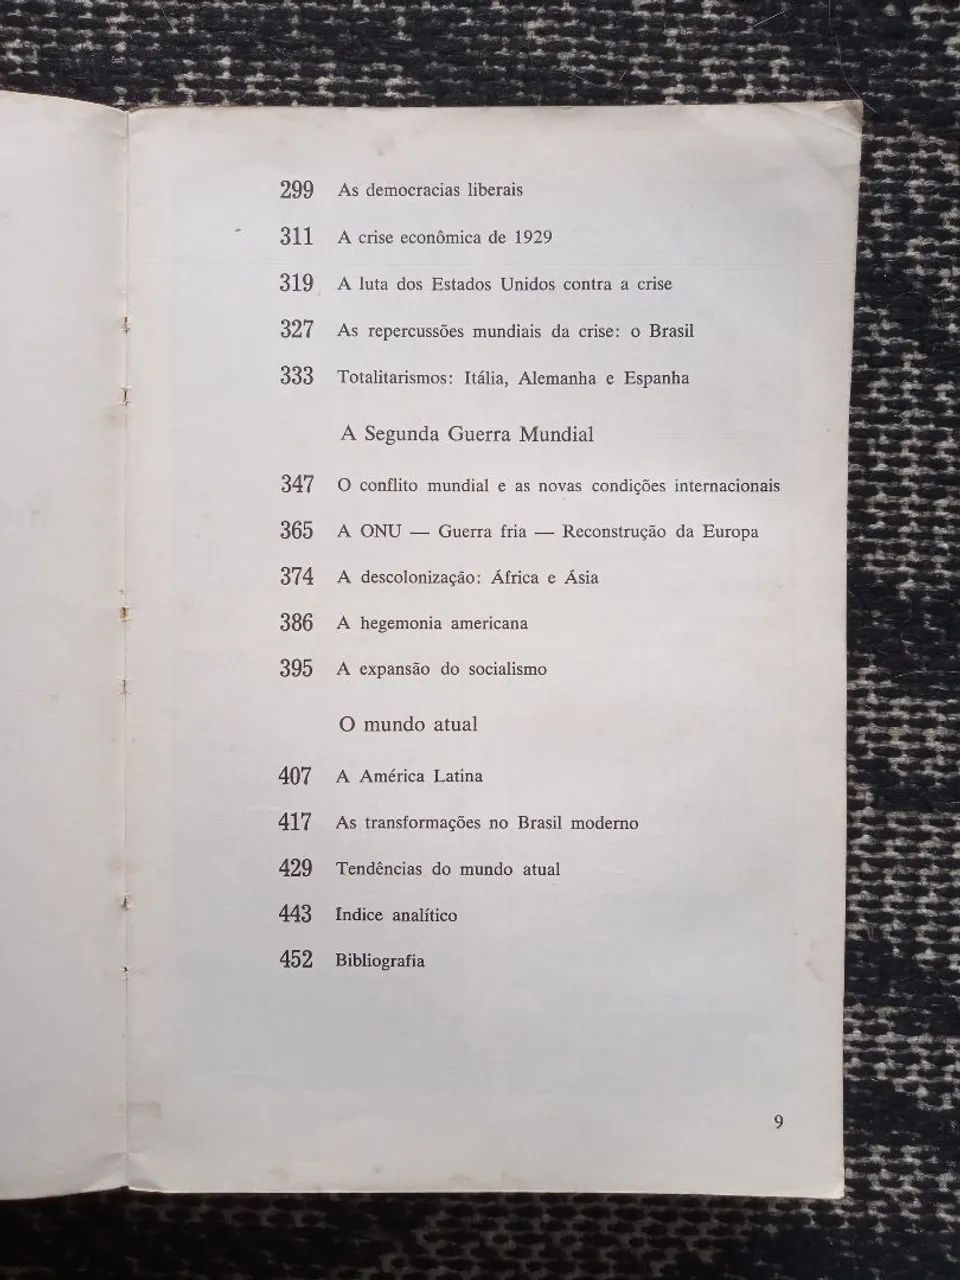 299 As democracias liberais
311 A crise econômica de 1929
319 A luta dos Estados Unidos contra a crise
327 As repercussões mundiais da crise: o Brasil
333 Totalitarismos: Itália, Alemanha e Espanha
A Segunda Guerra Mundial
347 O conflito mundial e as novas condições internacionais
365 A ONU — Guerra fria — Reconstrução da Europa
374 A descolonização: África e Ásia
386 A hegemonia americana
395 A expansão do socialismo
O mundo atual
407 A América Latina
417 As transformações no Brasil moderno
429 Tendências do mundo atual
443 Índice analítico
452 Bibliografia
9